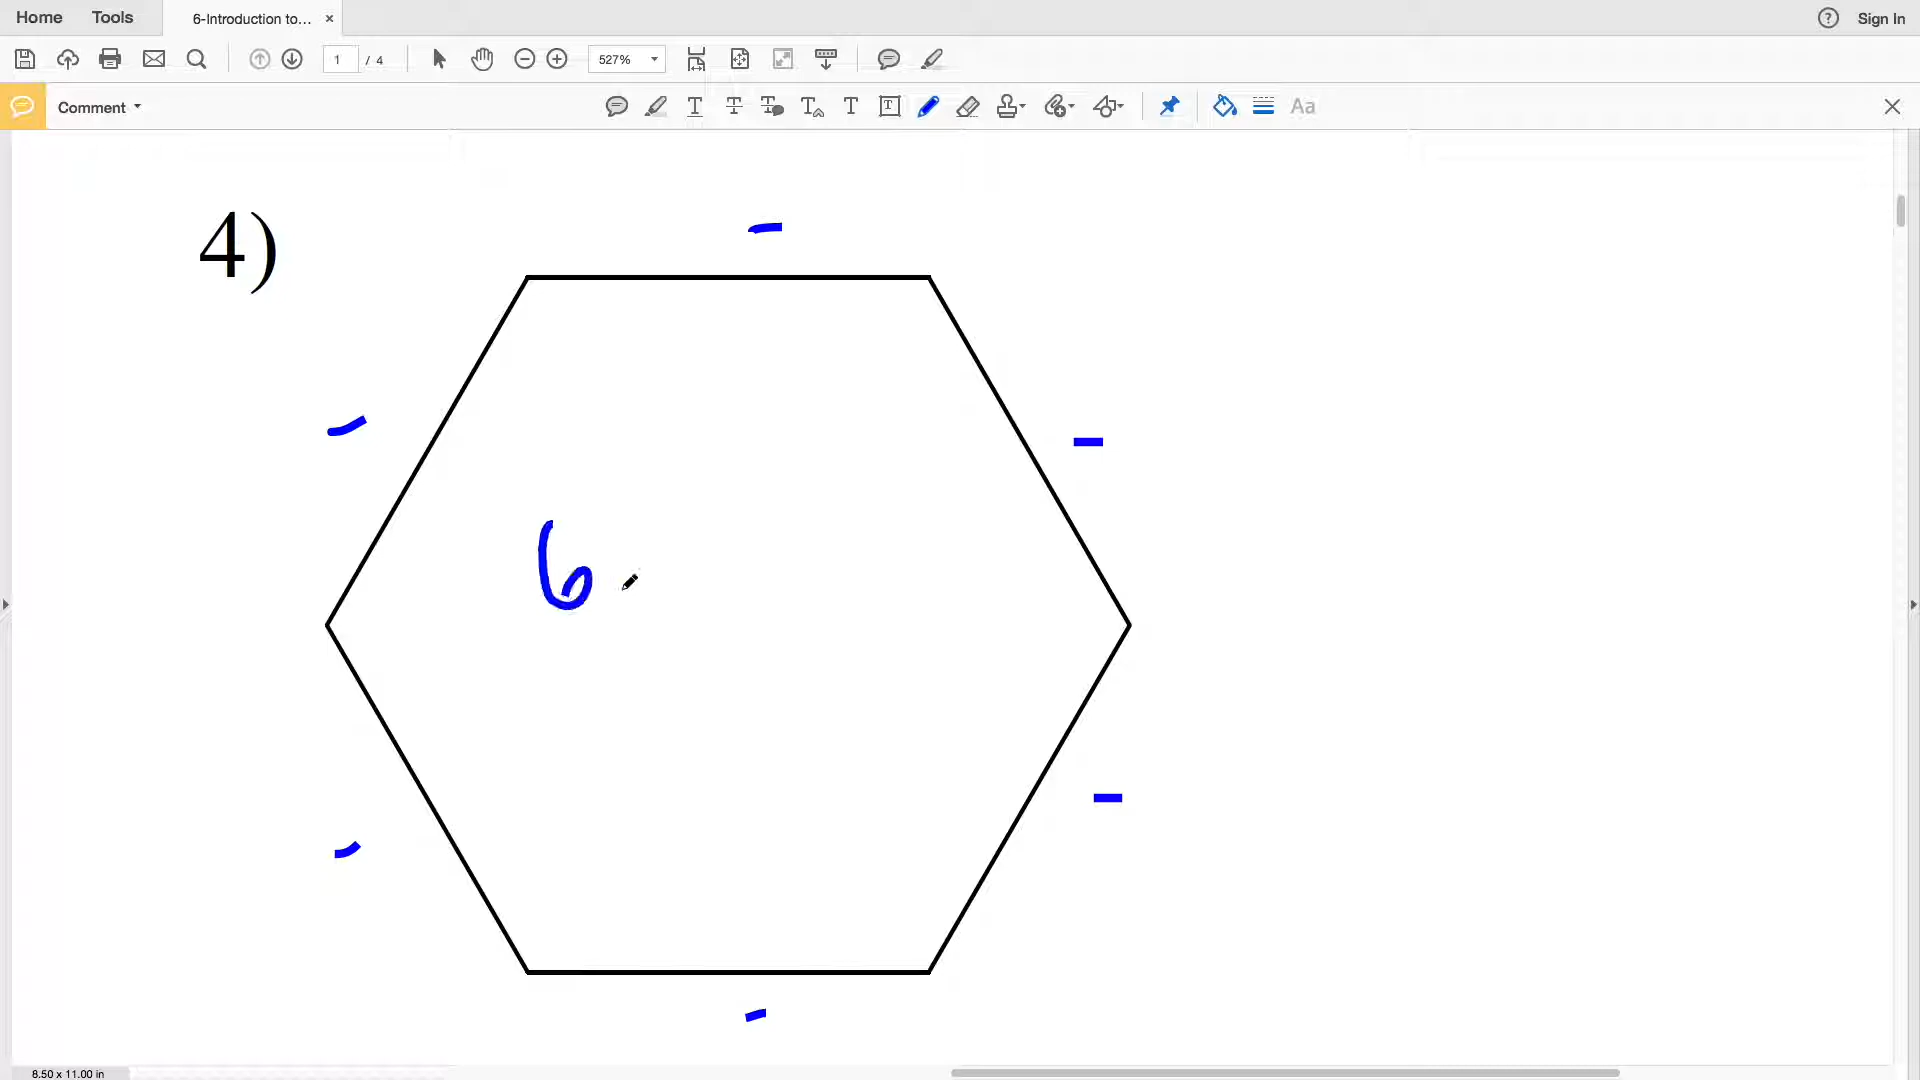 Home Tools 6-Introduction to... × ? Sign In
1 / 4 527%
Comment T T T T T T Aa
4)
6
8.50 x 11.00 in